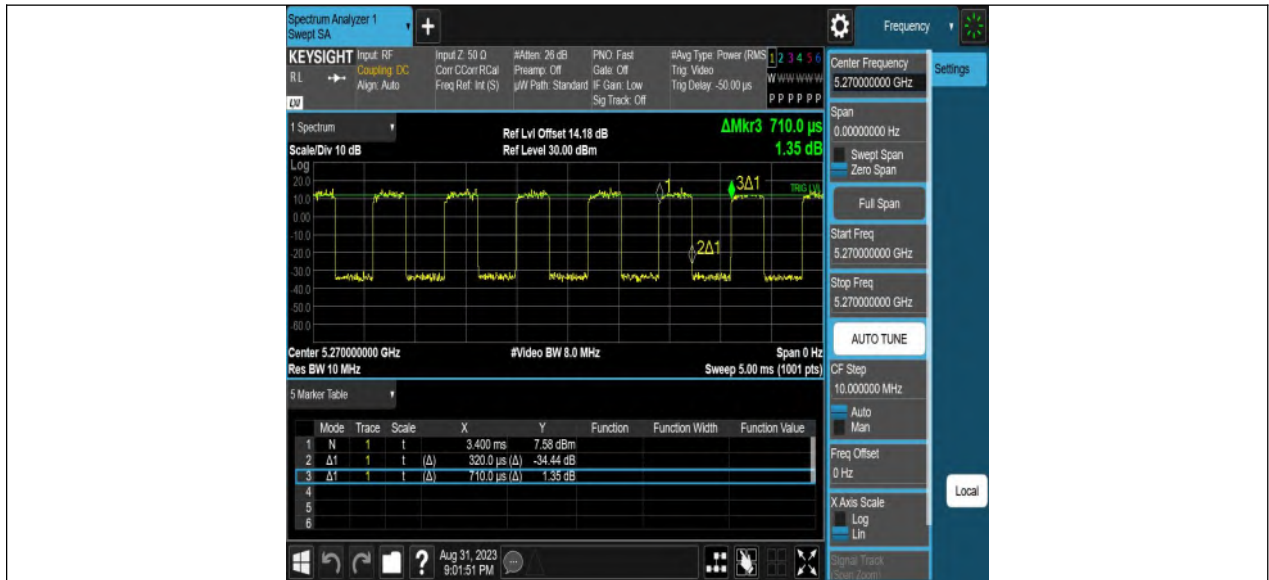 Spectrum Analyzer 1
Swept SA
+
Frequency
KEYSIGHT
RL
LXI
Input: RF
Coupling: DC
Align: Auto
Input Z: 50 Ω
Corr CCorr RCal
Freq Ref: Int (S)
#Atten: 26 dB
Preamp: Off
µW Path: Standard
PNO: Fast
Gate: Off
IF Gain: Low
Sig Track: Off
#Avg Type: Power (RMS
Trig: Video
Trig Delay: -50.00 µs
1 2 3 4 5 6
W W W W W W
P P P P P P
1 Spectrum
Scale/Div 10 dB
Ref Lvl Offset 14.18 dB
Ref Level 30.00 dBm
ΔMkr3 710.0 µs
1.35 dB
Log
20.0
10.0
0.00
-10.0
-20.0
-30.0
-40.0
-50.0
-60.0
1
3Δ1
TRIG LVL
2Δ1
Center 5.270000000 GHz
#Video BW 8.0 MHz
Span 0 Hz
Res BW 10 MHz
Sweep 5.00 ms (1001 pts)
5 Marker Table
Mode Trace Scale X Y Function Function Width Function Value
1 N 1 t 3.400 ms 7.58 dBm
2 Δ1 1 t (Δ) 320.0 µs (Δ) -34.44 dB
3 Δ1 1 t (Δ) 710.0 µs (Δ) 1.35 dB
4
5
6
?
Aug 31, 2023
9:01:51 PM
Center Frequency
5.270000000 GHz
Settings
Span
0.00000000 Hz
Swept Span
Zero Span
Full Span
Start Freq
5.270000000 GHz
Stop Freq
5.270000000 GHz
AUTO TUNE
CF Step
10.000000 MHz
Auto
Man
Freq Offset
0 Hz
X Axis Scale
Log
Lin
Signal Track
(Span Zoom)
Local